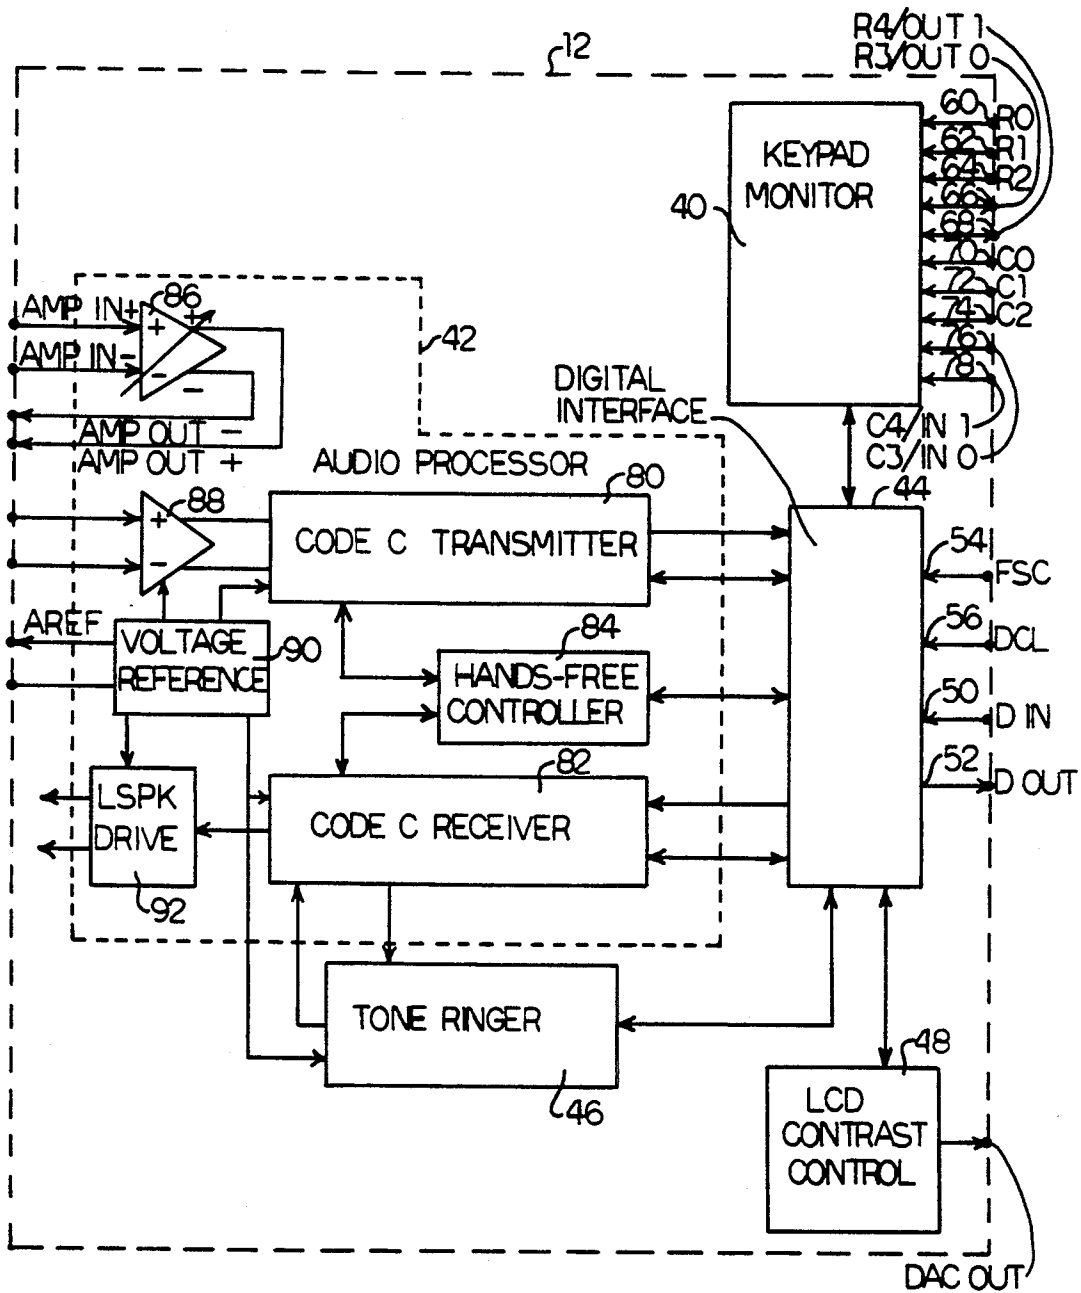 R4/OUT 1
R3/OUT 0
12
60
R0
62
R1
64
R2
66
68
70
C0
72
C1
74
C2
76
78
KEYPAD
MONITOR
40
C4/IN 1
C3/IN 0
AMP IN+
86
+
+
AMP IN-
-
-
AMP OUT -
AMP OUT +
42
DIGITAL
INTERFACE
AUDIO PROCESSOR
80
88
+
-
CODE C TRANSMITTER
44
54
FSC
AREF
VOLTAGE
REFERENCE
90
84
HANDS-FREE
CONTROLLER
56
DCL
50
D IN
52
D OUT
82
LSPK
DRIVE
92
CODE C RECEIVER
TONE RINGER
46
48
LCD
CONTRAST
CONTROL
DAC OUT